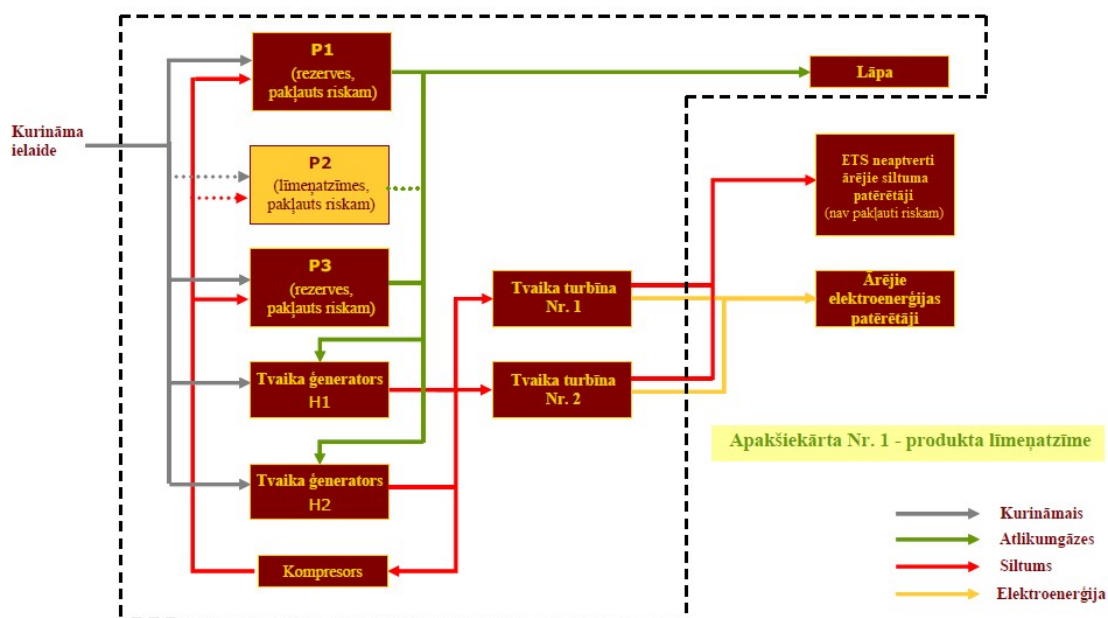 P1
(rezerves,
pakļauts riskam)
Lāpa
Kurināma
ielaide
P2
(līmeņatzīmes,
pakļauts riskam)
ETS neaptverti
ārējie siltuma
patērētāji
(nav pakļauti riskam)
P3
(rezerves,
pakļauts riskam)
Tvaika turbīna
Nr. 1
Ārējie
elektroenerģijas
patērētāji
Tvaika ģenerators
H1
Tvaika turbīna
Nr. 2
Apakšiekārta Nr. 1 - produkta līmeņatzīme
Tvaika ģenerators
H2
Kompresors
Kurināmais
Atlikumgāzes
Siltums
Elektroenerģija